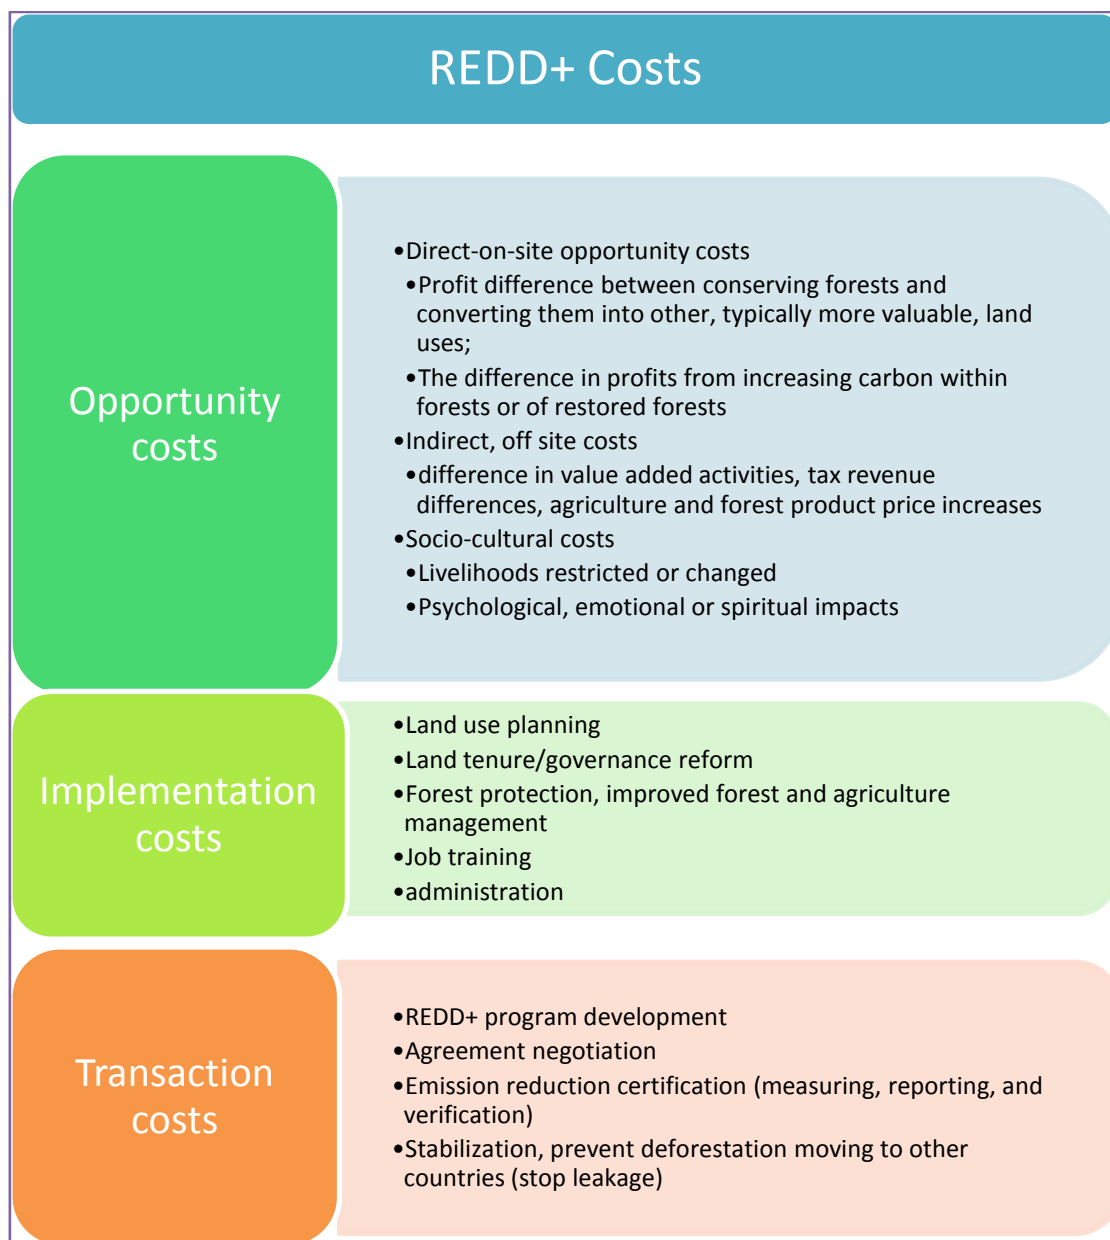 REDD+ Costs
Opportunity
costs
•Direct-on-site opportunity costs
•Profit difference between conserving forests and
converting them into other, typically more valuable, land
uses;
•The difference in profits from increasing carbon within
forests or of restored forests
•Indirect, off site costs
•difference in value added activities, tax revenue
differences, agriculture and forest product price increases
•Socio-cultural costs
•Livelihoods restricted or changed
•Psychological, emotional or spiritual impacts
Implementation
costs
•Land use planning
•Land tenure/governance reform
•Forest protection, improved forest and agriculture
management
•Job training
•administration
Transaction
costs
•REDD+ program development
•Agreement negotiation
•Emission reduction certification (measuring, reporting, and
verification)
•Stabilization, prevent deforestation moving to other
countries (stop leakage)